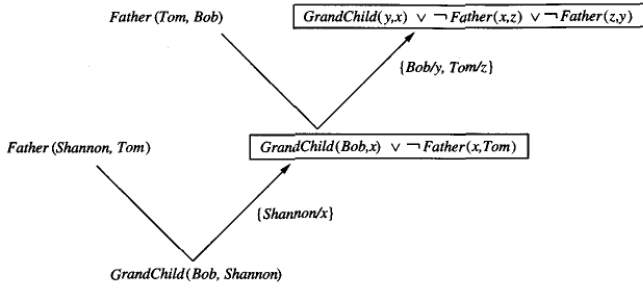 Father (Tom, Bob)
GrandChild(y,x) ∨ ¬Father(x,z) ∨ ¬Father(z,y)
{Bob/y, Tom/z}
Father (Shannon, Tom)
GrandChild(Bob,x) ∨ ¬Father(x,Tom)
{Shannon/x}
GrandChild(Bob, Shannon)